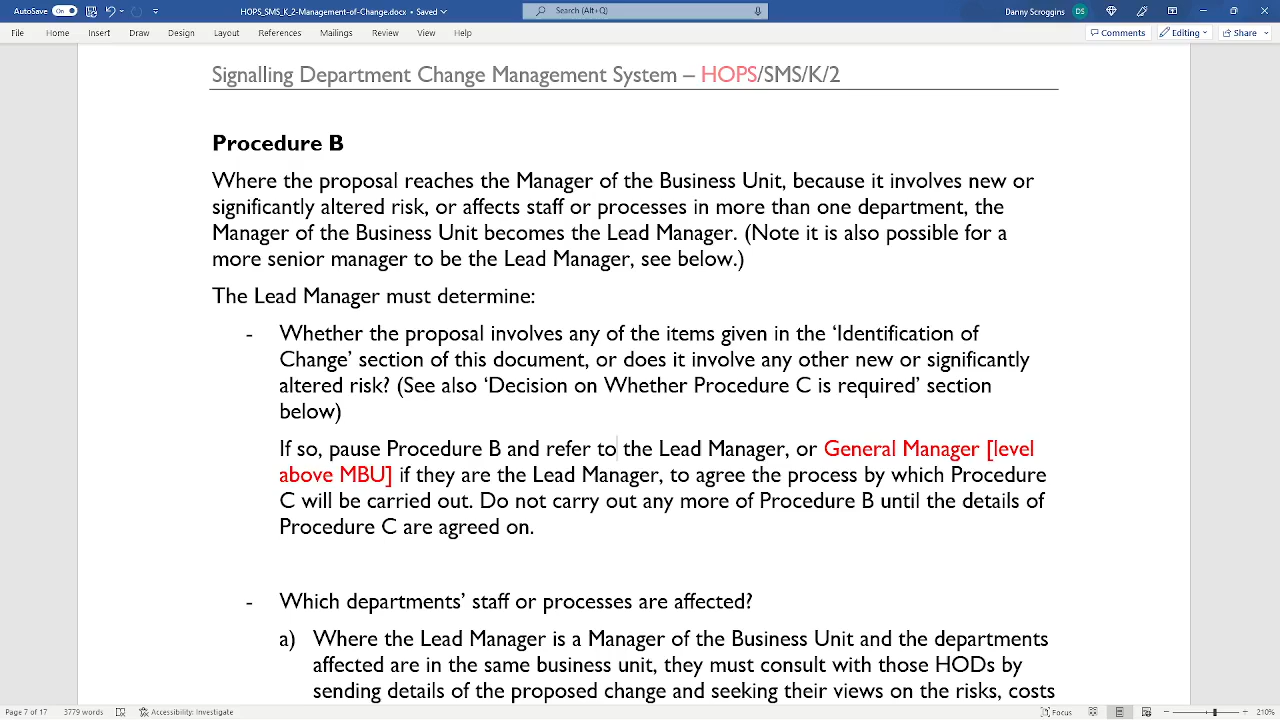 AutoSave On HOPS_SMS_K_2-Management-of-Change.doc • Saved Search (Alt+Q) Dany Scroggins
File Home Insert Draw Design Layout References Mailings Review View Help Comments Editing Share
Signalling Department Change Management System – HOPS/SMS/K/2
Procedure B
Where the proposal reaches the Manager of the Business Unit, because it involves new or
significantly altered risk, or affects staff or processes in more than one department, the
Manager of the Business Unit becomes the Lead Manager. (Note it is also possible for a
more senior manager to be the Lead Manager, see below.)
The Lead Manager must determine:
- Whether the proposal involves any of the items given in the ‘Identification of
Change’ section of this document, or does it involve any other new or significantly
altered risk? (See also ‘Decision on Whether Procedure C is required’ section
below)
If so, pause Procedure B and refer to the Lead Manager, or General Manager [level
above MBU] if they are the Lead Manager, to agree the process by which Procedure
C will be carried out. Do not carry out any more of Procedure B until the details of
Procedure C are agreed on.
- Which departments’ staff or processes are affected?
a) Where the Lead Manager is a Manager of the Business Unit and the departments
affected are in the same business unit, they must consult with those HODs by
sending details of the proposed change and seeking their views on the risks, costs
Page 7 of 17 3779 words Accessibility: Investigate Focus 210%